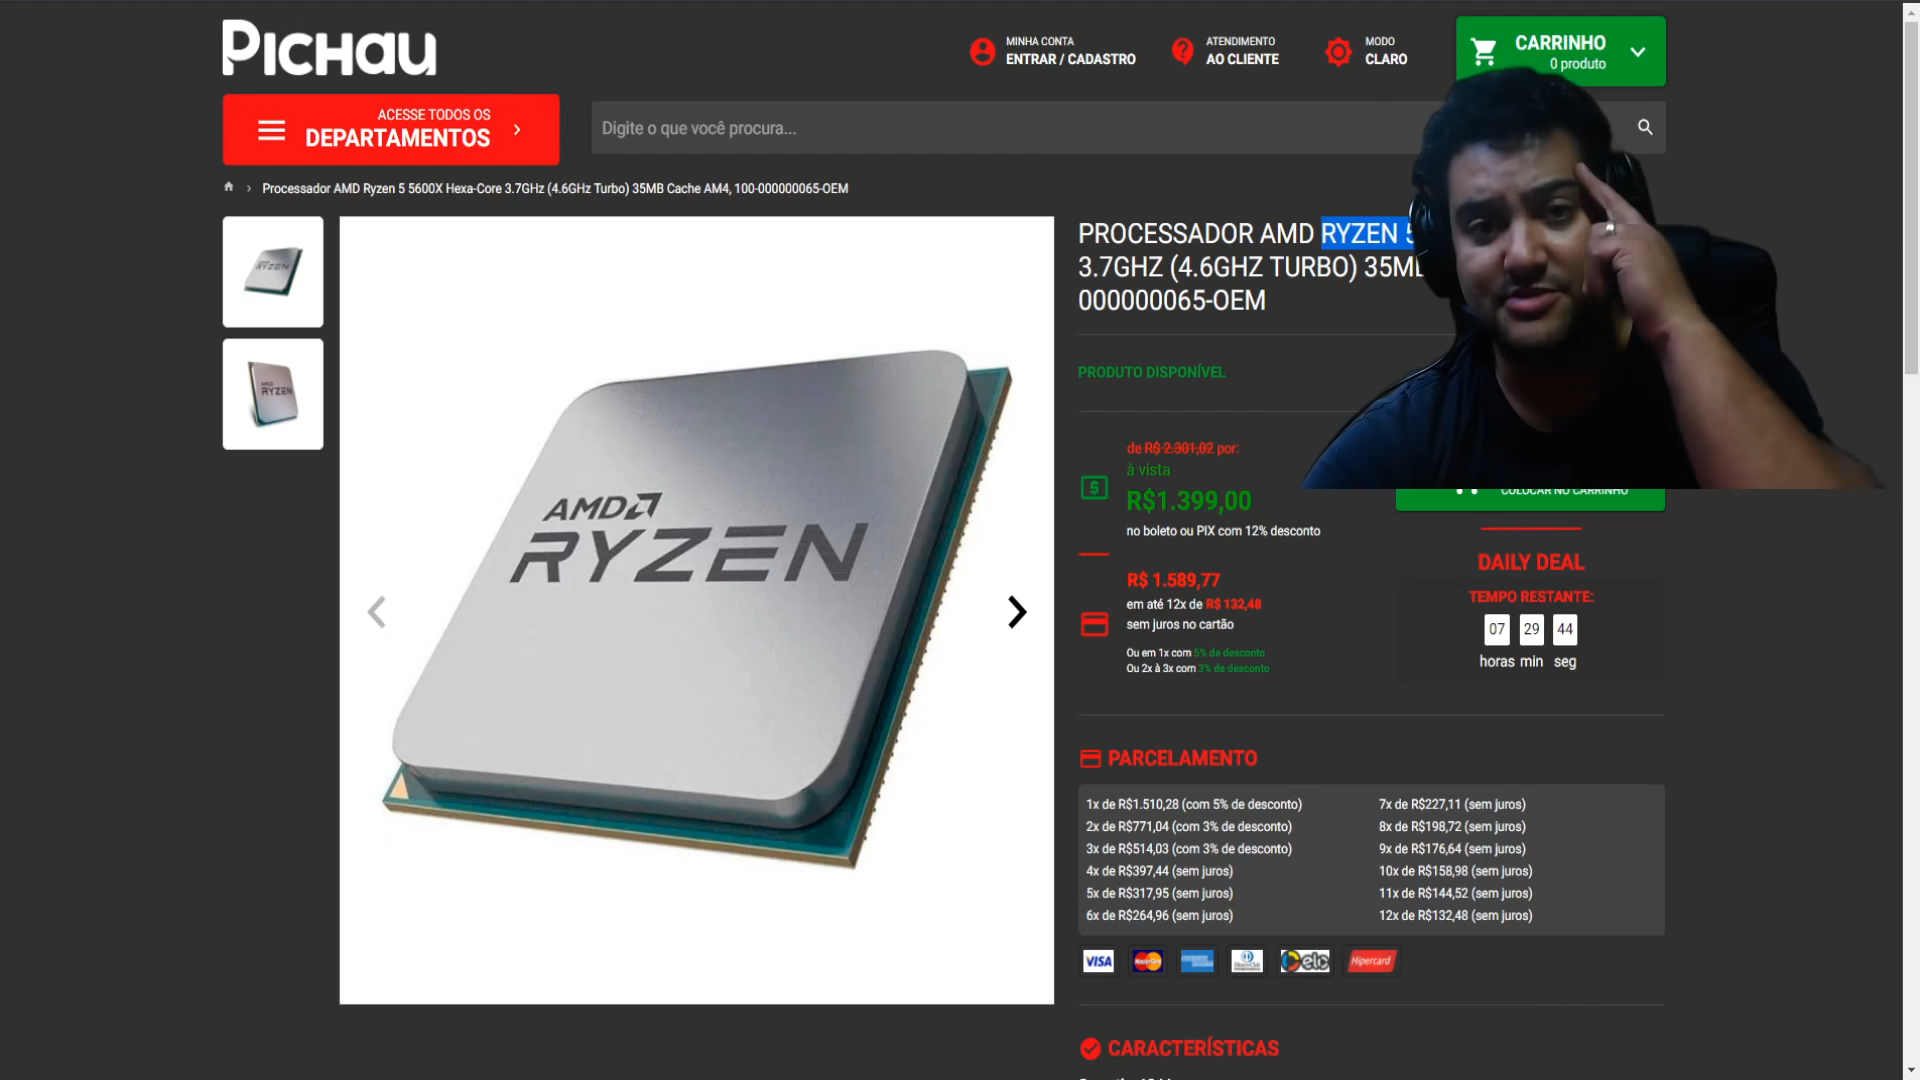 PICHAU
MINHA CONTA
ENTRAR / CADASTRO
ATENDIMENTO
AO CLIENTE
MODO
CLARO
CARRINHO
0 produto
ACESSE TODOS OS
DEPARTAMENTOS
Digite o que você procura...
Processador AMD Ryzen 5 5600X Hexa-Core 3.7GHz (4.6GHz Turbo) 35MB Cache AM4, 100-000000065-OEM
RYZEN
RYZEN
AMD
RYZEN
PROCESSADOR AMD RYZEN 5
3.7GHZ (4.6GHZ TURBO) 35MB
000000065-OEM
PRODUTO DISPONÍVEL
de R$ 2.301,02 por:
à vista
R$1.399,00
no boleto ou PIX com 12% desconto
COLOCAR NO CARRINHO
R$ 1.589,77
em até 12x de R$ 132,48
sem juros no cartão
Ou em 1x com 5% de desconto
Ou 2x à 3x com 3% de desconto
DAILY DEAL
TEMPO RESTANTE:
07 29 44
horas min seg
PARCELAMENTO
1x de R$1.510,28 (com 5% de desconto)
2x de R$771,04 (com 3% de desconto)
3x de R$514,03 (com 3% de desconto)
4x de R$397,44 (sem juros)
5x de R$317,95 (sem juros)
6x de R$264,96 (sem juros)
7x de R$227,11 (sem juros)
8x de R$198,72 (sem juros)
9x de R$176,64 (sem juros)
10x de R$158,98 (sem juros)
11x de R$144,52 (sem juros)
12x de R$132,48 (sem juros)
VISA
MasterCard
elo
Hipercard
CARACTERÍSTICAS